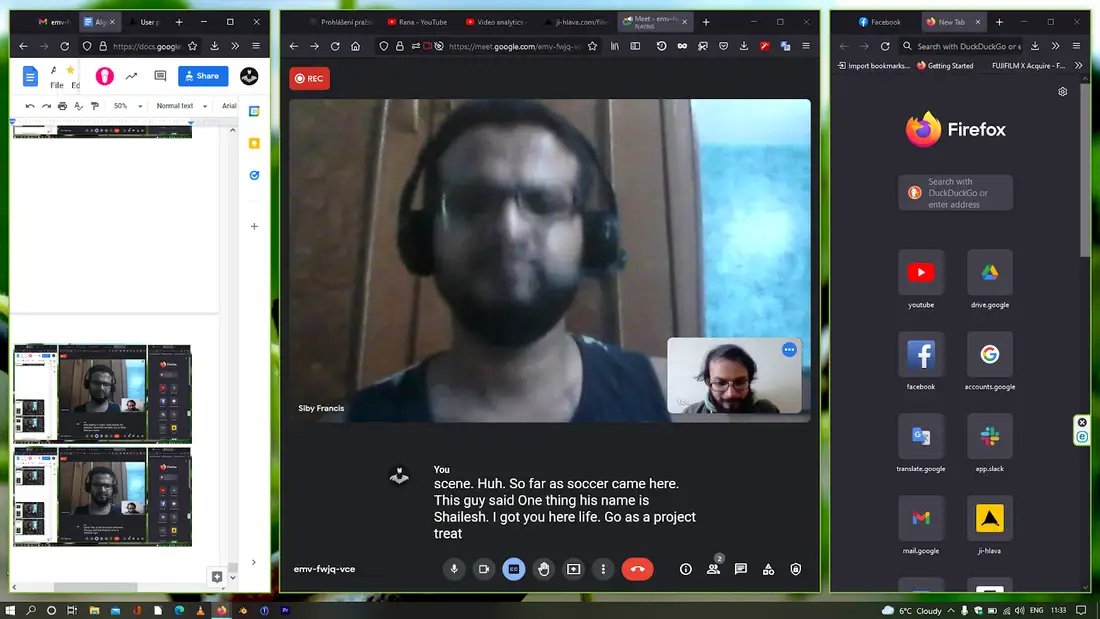 emv-f
Alg
User p
https://docs.google.
A
File Ed
Share
50%
Normal text
Arial
Prohlášení praž
Rana - YouTube
Video analytics -
ji-hlava.com/film
Meet - emv-f
PLAYING
https://meet.google.com/emv-fwjq-v
REC
Siby Francis
You
You
scene. Huh. So far as soccer came here.
This guy said One thing his name is
Shailesh. I got you here life. Go as a project
treat
emv-fwjq-vce
2
Facebook
New Tab
Search with DuckDuckGo or e
Import bookmarks...
Getting Started
FUJIFILM X Acquire - F...
Firefox
Search with
DuckDuckGo or
enter address
youtube
drive.google
facebook
accounts.google
translate.google
app.slack
mail.google
ji-hlava
6°C Cloudy
ENG
11:33